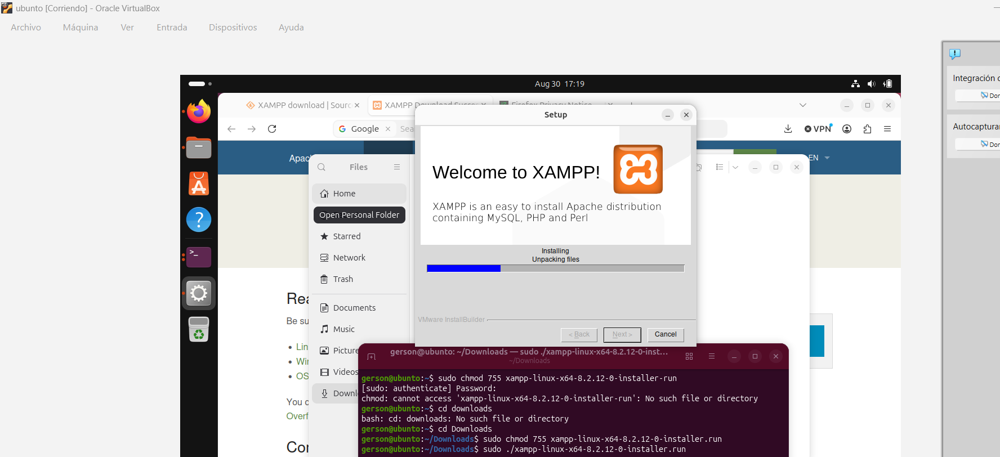 ubunto [Corriendo] - Oracle VirtualBox
Archivo Máquina Ver Entrada Dispositivos Ayuda
Integración
Autocapturar
Aug 30 17:19
XAMPP download | Sourc
XAMPP Download Succe
Firefox Privacy Notice
Google
Sea
VPN
Apac
EN
Setup
Welcome to XAMPP!
XAMPP is an easy to install Apache distribution
containing MySQL, PHP and Perl
Installing
Unpacking files
VMware InstallBuilder
< Back
Next >
Cancel
Files
Home
Open Personal Folder
Starred
Network
Trash
Documents
Music
Picture
Videos
Downl
Rea
Be su
Lin
Wi
OS
You c
Overf
Cor
gerson@ubunto: ~/Downloads — sudo ./xampp-linux-x64-8.2.12-0-inst...
~/Downloads
gerson@ubunto:~$ sudo chmod 755 xampp-linux-x64-8.2.12-0-installer-run
[sudo: authenticate] Password:
chmod: cannot access 'xampp-linux-x64-8.2.12-0-installer-run': No such file or directory
gerson@ubunto:~$ cd downloads
bash: cd: downloads: No such file or directory
gerson@ubunto:~$ cd Downloads
gerson@ubunto:~/Downloads$ sudo chmod 755 xampp-linux-x64-8.2.12-0-installer.run
gerson@ubunto:~/Downloads$ sudo ./xampp-linux-x64-8.2.12-0-installer.run